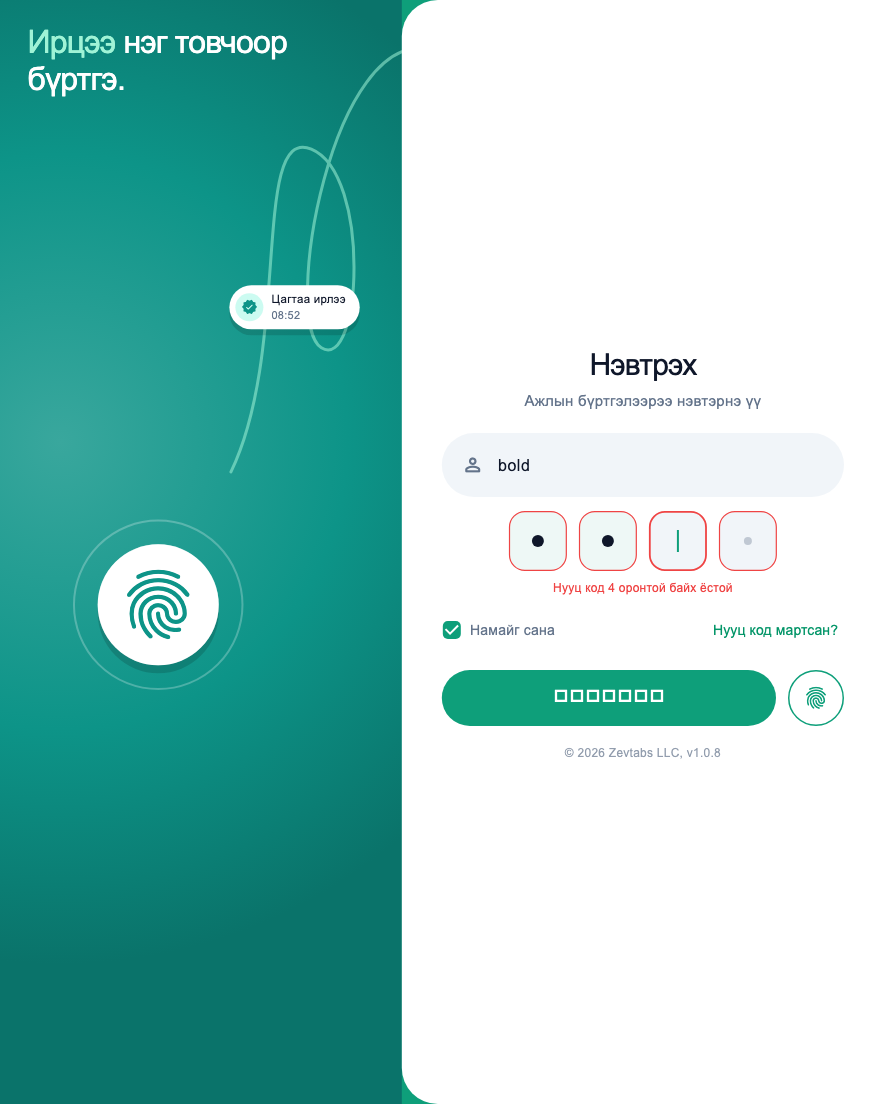 Ирцээ нэг товчоор
бүртгэ.
Цагтаа ирлээ
08:52
Нэвтрэх
Ажлын бүртгэлээрээ нэвтэрнэ үү
bold
Нууц код 4 оронтой байх ёстой
Намайг сана
Нууц код мартсан?
© 2026 Zevtabs LLC, v1.0.8